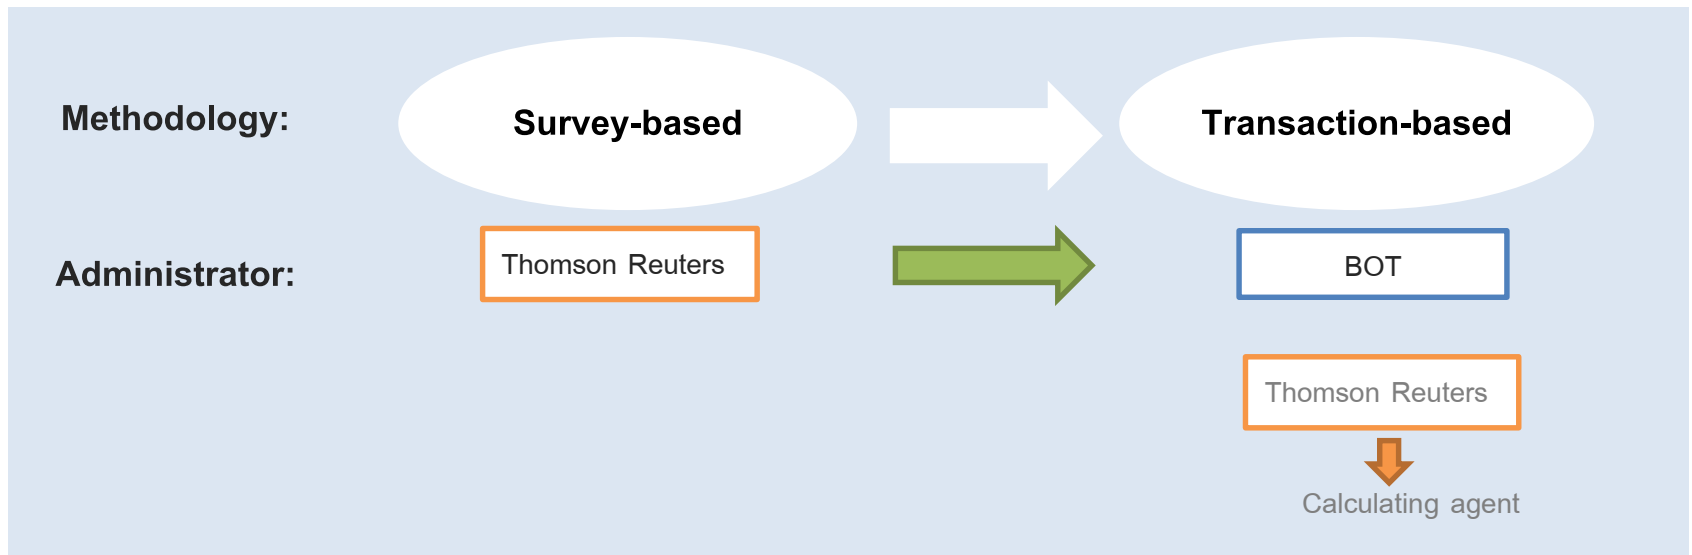 Methodology:
Survey-based
Transaction-based
Administrator:
Thomson Reuters
BOT
Thomson Reuters
Calculating agent